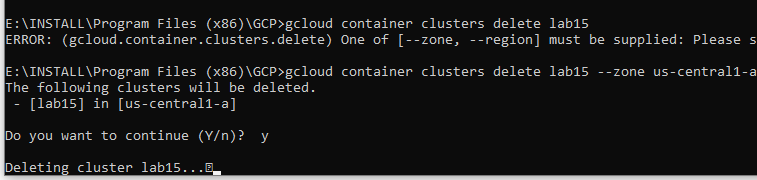 E:\INSTALL\Program Files (x86)\GCP>gcloud container clusters delete lab15
ERROR: (gcloud.container.clusters.delete) One of [--zone, --region] must be supplied: Please s
E:\INSTALL\Program Files (x86)\GCP>gcloud container clusters delete lab15 --zone us-central1-a
The following clusters will be deleted.
- [lab15] in [us-central1-a]
Do you want to continue (Y/n)? y
Deleting cluster lab15...